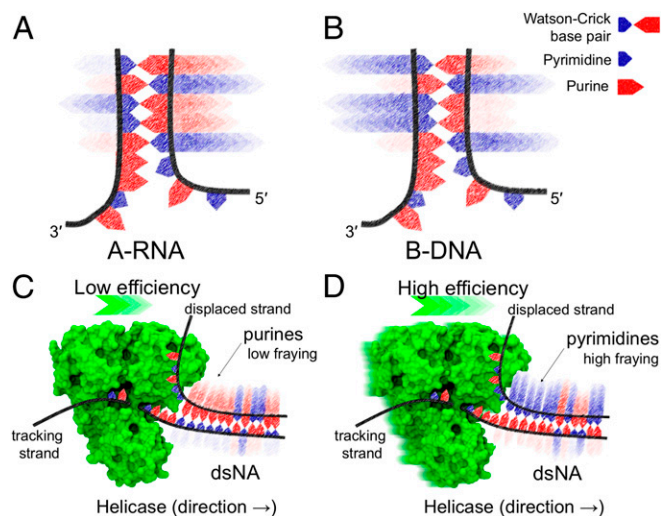 A
B
Watson-Crick
base pair
Pyrimidine
Purine
3′
5′
3′
5′
A-RNA
B-DNA
C
Low efficiency
displaced strand
purines
low fraying
tracking
strand
dsNA
Helicase (direction →)
D
High efficiency
displaced strand
pyrimidines
high fraying
tracking
strand
dsNA
Helicase (direction →)